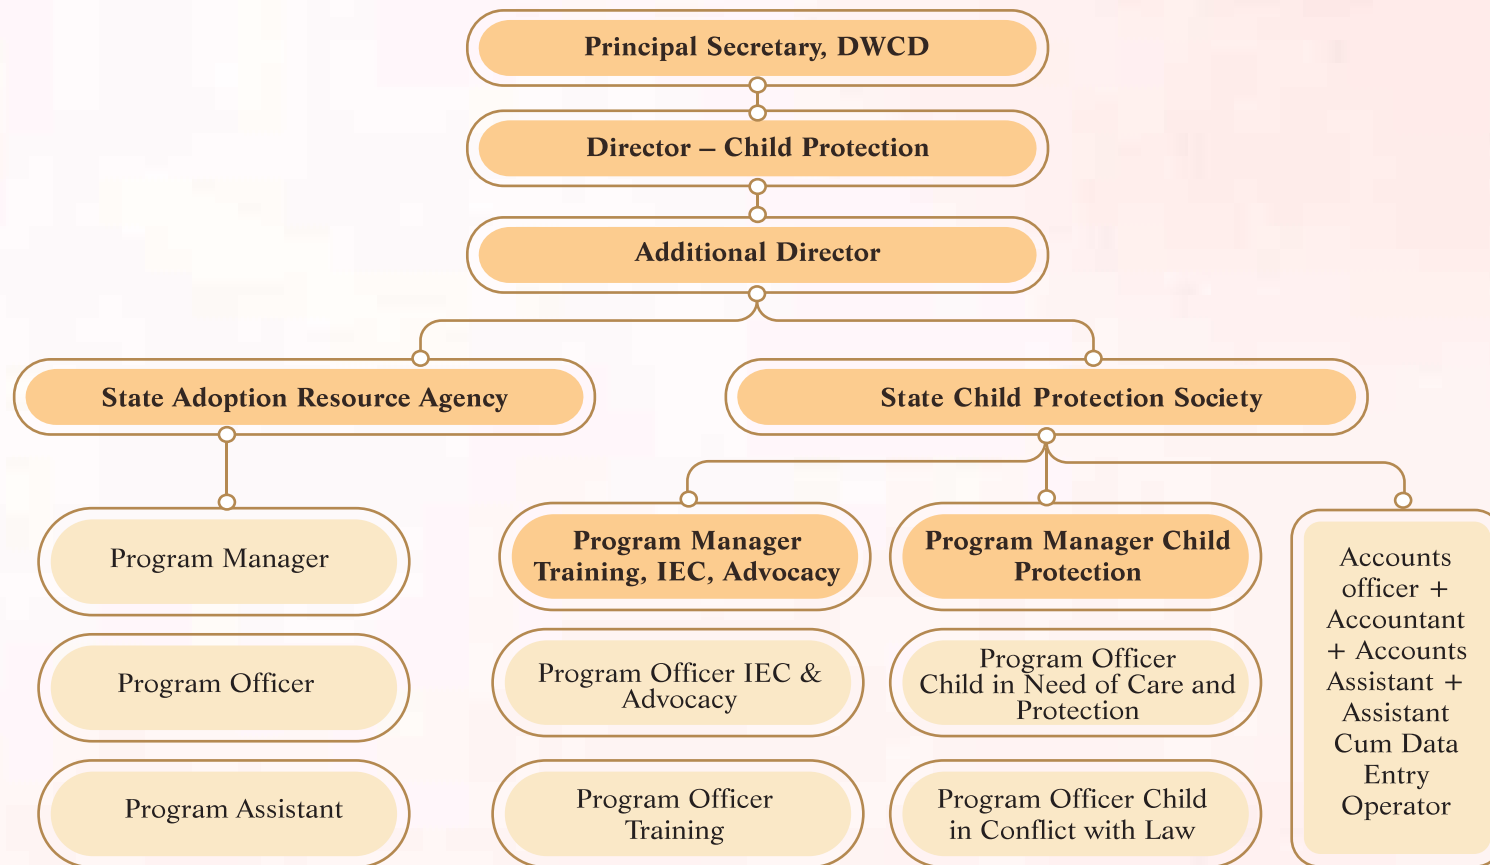 Principal Secretary, DWCD
Director – Child Protection
Additional Director
State Adoption Resource Agency
State Child Protection Society
Program Manager
Program Officer
Program Assistant
Program Manager
Training, IEC, Advocacy
Program Officer IEC &
Advocacy
Program Officer
Training
Program Manager Child
Protection
Program Officer
Child in Need of Care and
Protection
Program Officer Child
in Conflict with Law
Accounts
officer +
Accountant
+ Accounts
Assistant +
Assistant
Cum Data
Entry
Operator